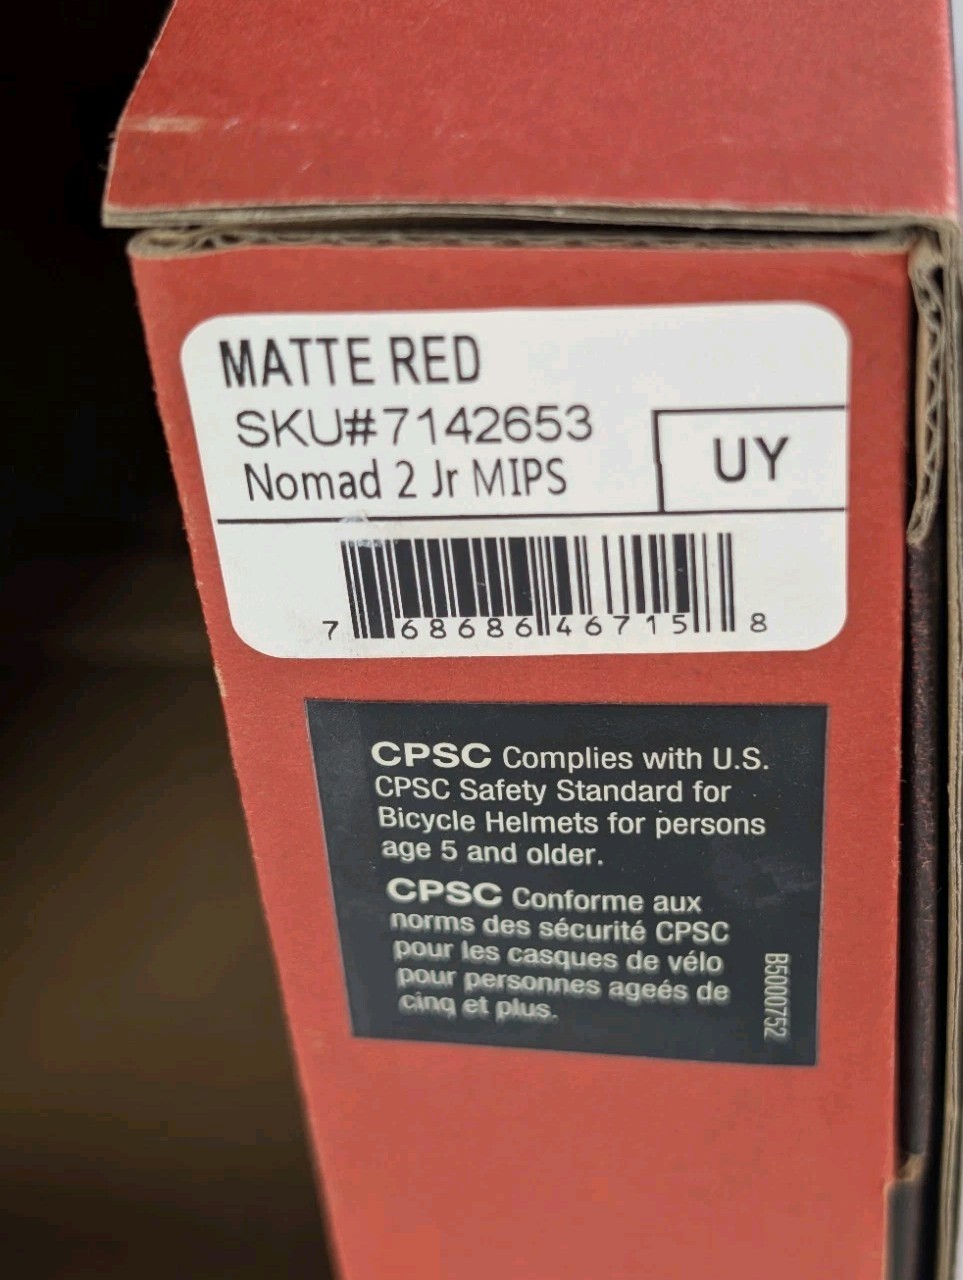 MATTE RED
SKU#7142653
Nomad 2 Jr MIPS
UY
7 68686 46715 8
CPSC Complies with U.S.
CPSC Safety Standard for
Bicycle Helmets for persons
age 5 and older.
CPSC Conforme aux
norms des sécurité CPSC
pour les casques de vélo
pour personnes ageés de
cinq et plus.
B5000752